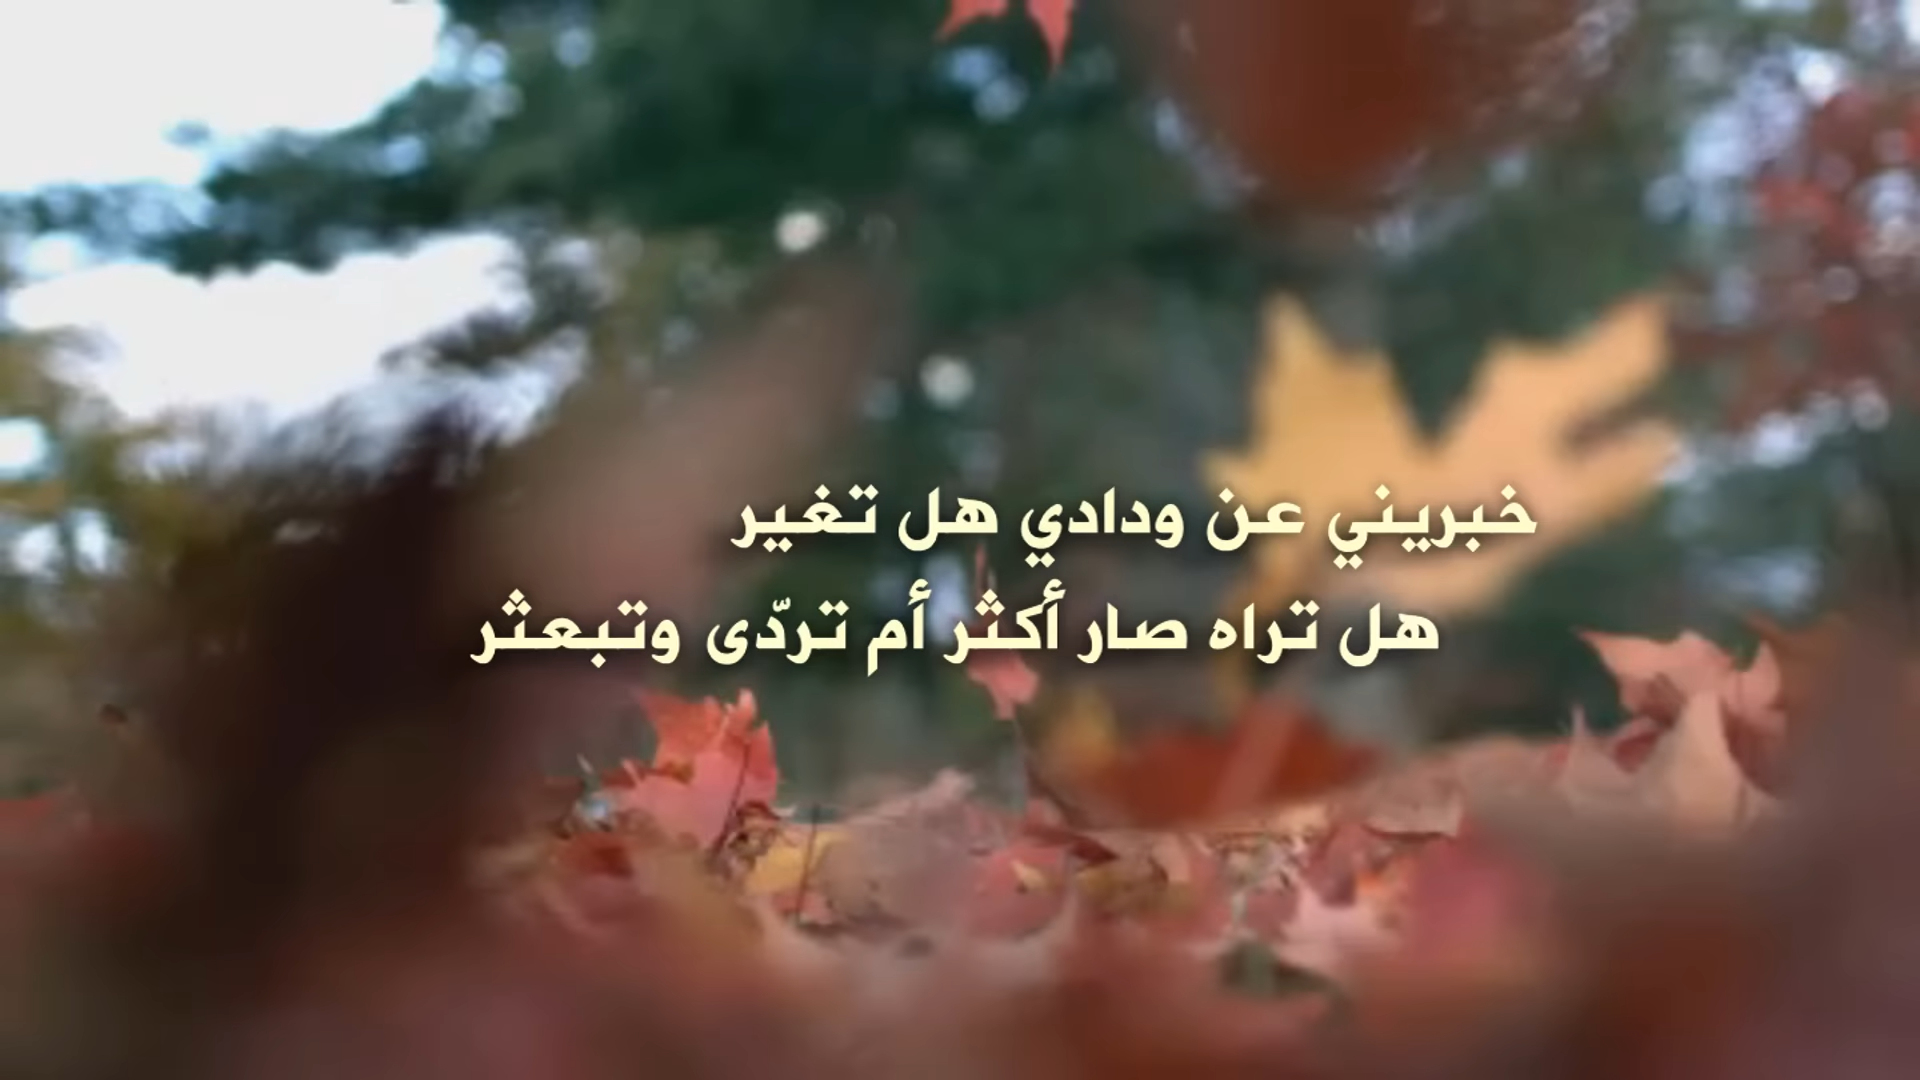 خبريني عن ودادي هل تغير
هل تراه صار أكثر أم تردّى وتبعثر